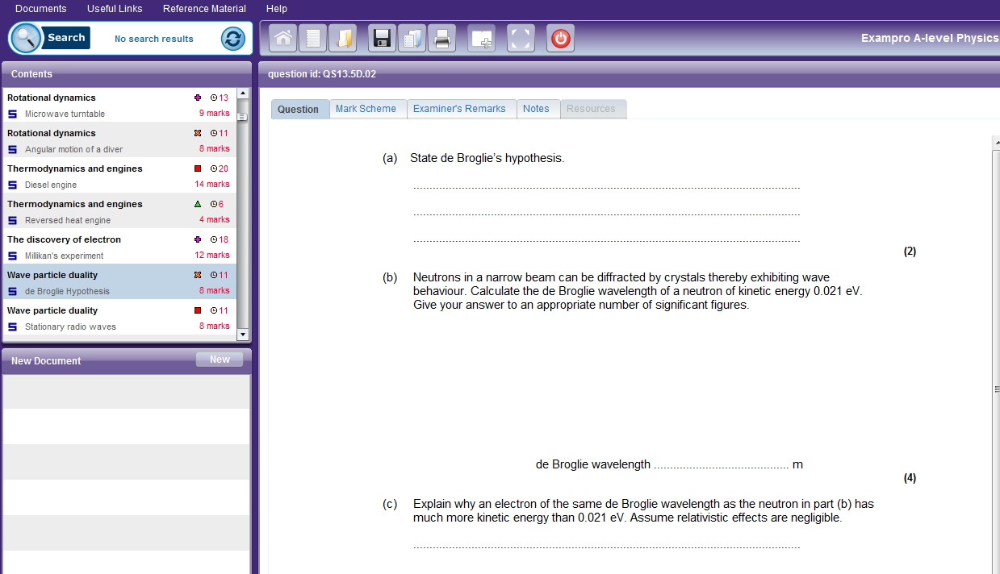 Documents Useful Links Reference Material Help
Search No search results
Exampro A-level Physics
Contents
Rotational dynamics 13
Microwave turntable 9 marks
Rotational dynamics 11
Angular motion of a diver 8 marks
Thermodynamics and engines 20
Diesel engine 14 marks
Thermodynamics and engines 6
Reversed heat engine 4 marks
The discovery of electron 18
Millikan's experiment 12 marks
Wave particle duality 11
de Broglie Hypothesis 8 marks
Wave particle duality 11
Stationary radio waves 8 marks
New Document New
question id: QS13.5D.02
Question Mark Scheme Examiner's Remarks Notes Resources
(a) State de Broglie's hypothesis.
(2)
(b) Neutrons in a narrow beam can be diffracted by crystals thereby exhibiting wave
behaviour. Calculate the de Broglie wavelength of a neutron of kinetic energy 0.021 eV.
Give your answer to an appropriate number of significant figures.
de Broglie wavelength .......................................... m
(4)
(c) Explain why an electron of the same de Broglie wavelength as the neutron in part (b) has
much more kinetic energy than 0.021 eV. Assume relativistic effects are negligible.